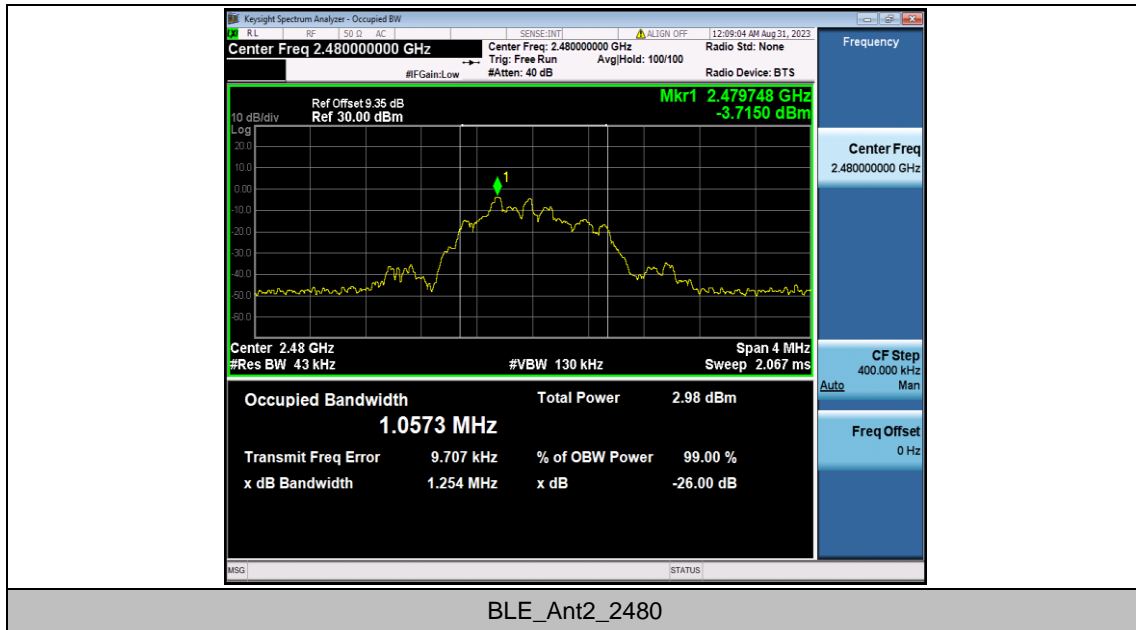 Keysight Spectrum Analyzer - Occupied BW
RL RF 50 Ω AC SENSE:INT ALIGN OFF 12:09:04 AM Aug 31, 2023
Center Freq 2.480000000 GHz
Center Freq: 2.480000000 GHz
Radio Std: None
Trig: Free Run Avg|Hold: 100/100
#IFGain:Low #Atten: 40 dB
Radio Device: BTS
Frequency
Mkr1 2.479748 GHz
-3.7150 dBm
Ref Offset 9.35 dB
10 dB/div Ref 30.00 dBm
Log
20.0
10.0
0.00
-10.0
-20.0
-30.0
-40.0
-50.0
-60.0
1
Center 2.48 GHz Span 4 MHz
#Res BW 43 kHz #VBW 130 kHz Sweep 2.067 ms
Occupied Bandwidth Total Power 2.98 dBm
1.0573 MHz
Transmit Freq Error 9.707 kHz % of OBW Power 99.00 %
x dB Bandwidth 1.254 MHz x dB -26.00 dB
Center Freq
2.480000000 GHz
CF Step
400.000 kHz
Auto Man
Freq Offset
0 Hz
MSG STATUS
BLE_Ant2_2480